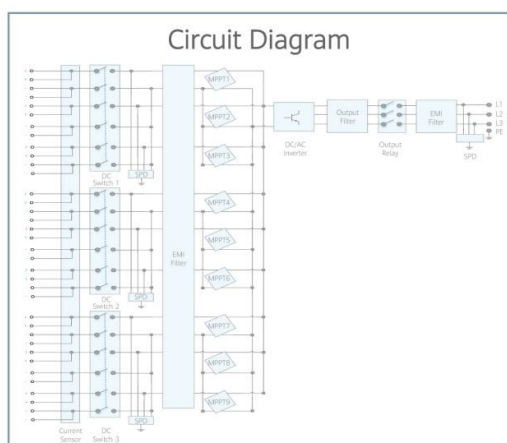 Circuit Diagram
MPPT1
MPPT2
MPPT3
SPD
DC
Switch 1
MPPT4
MPPT5
MPPT6
EMI
Filter
SPD
DC
Switch 2
MPPT7
MPPT8
MPPT9
SPD
Current
Sensor
DC
Switch 3
DC/AC
Inverter
Output
Filter
Output
Relay
EMI
Filter
L1
L2
L3
PE
SPD